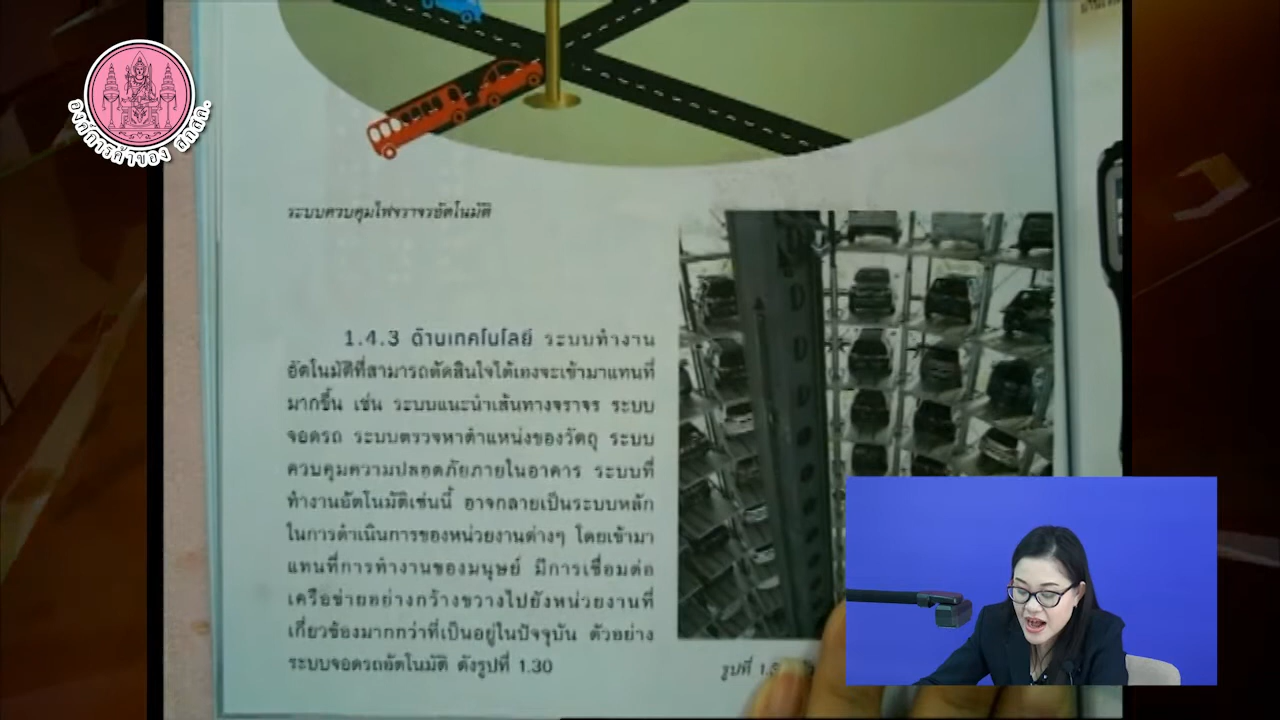 องค์การค้าของ สกสค.
ระบบควบคุมไฟจราจรอัตโนมัติ
1.4.3 ด้านเทคโนโลยี ระบบทำงาน
อัตโนมัติที่สามารถตัดสินใจได้เองจะเข้ามาแทนที่
มากขึ้น เช่น ระบบแนะนำเส้นทางจราจร ระบบ
จอดรถ ระบบตรวจหาตำแหน่งของวัตถุ ระบบ
ควบคุมความปลอดภัยภายในอาคาร ระบบที่
ทำงานอัตโนมัติเช่นนี้ อาจกลายเป็นระบบหลัก
ในการดำเนินการของหน่วยงานต่างๆ โดยเข้ามา
แทนที่การทำงานของมนุษย์ มีการเชื่อมต่อ
เครือข่ายอย่างกว้างขวางไปยังหน่วยงานที่
เกี่ยวข้องมากกว่าที่เป็นอยู่ในปัจจุบัน ตัวอย่าง
ระบบจอดรถอัตโนมัติ ดังรูปที่ 1.30
รูปที่